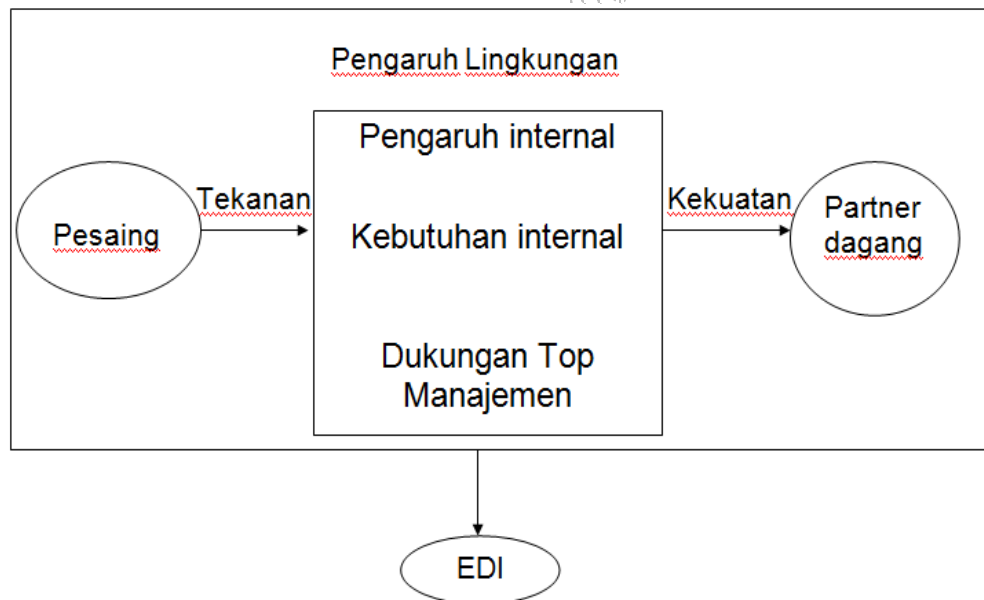 Pengaruh Lingkungan
Pengaruh internal
Tekanan
Kekuatan
Partner
dagang
Pesaing
Kebutuhan internal
Dukungan Top
Manajemen
EDI